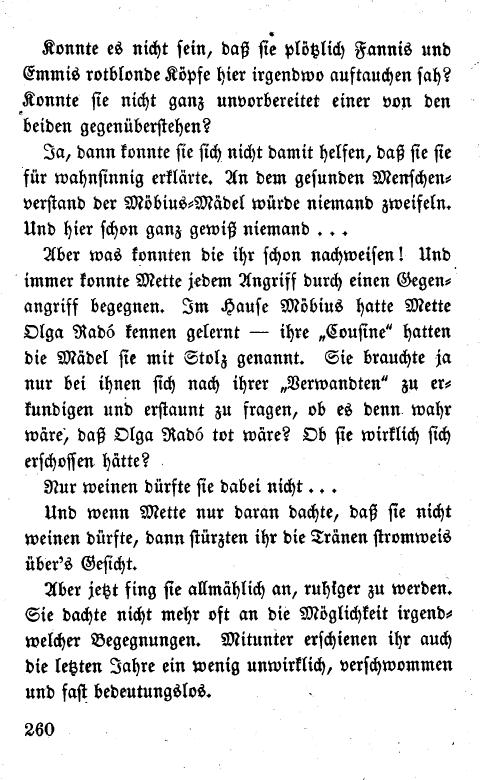 Konnte es nicht sein, daß sie plötzlich Fannis und
Emmis rotblonde Köpfe hier irgendwo auftauchen sah?
Konnte sie nicht ganz unvorbereitet einer von den
beiden gegenüberstehen?
Ja, dann konnte sie sich nicht damit helfen, daß sie sie
für wahnsinnig erklärte. An dem gesunden Menschen-
verstand der Möbius-Mädel würde niemand zweifeln.
Und hier schon ganz gewiß niemand . . .
Aber was konnten die ihr schon nachweisen! Und
immer konnte Mette jedem Angriff durch einen Gegen-
angriff begegnen. Im Hause Möbius hatte Mette
Olga Radó kennen gelernt — ihre „Cousine“ hatten
die Mädel sie mit Stolz genannt. Sie brauchte ja
nur bei ihnen sich nach ihrer „Verwandten“ zu er-
kundigen und erstaunt zu fragen, ob es denn wahr
wäre, daß Olga Radó tot wäre? Ob sie wirklich sich
erschossen hätte?
Nur weinen dürfte sie dabei nicht . . .
Und wenn Mette nur daran dachte, daß sie nicht
weinen dürfte, dann stürzten ihr die Tränen stromweis
über's Gesicht.
Aber jetzt fing sie allmählich an, ruhiger zu werden.
Sie dachte nicht mehr oft an die Möglichkeit irgend-
welcher Begegnungen. Mitunter erschienen ihr auch
die letzten Jahre ein wenig unwirklich, verschwommen
und fast bedeutungslos.
260